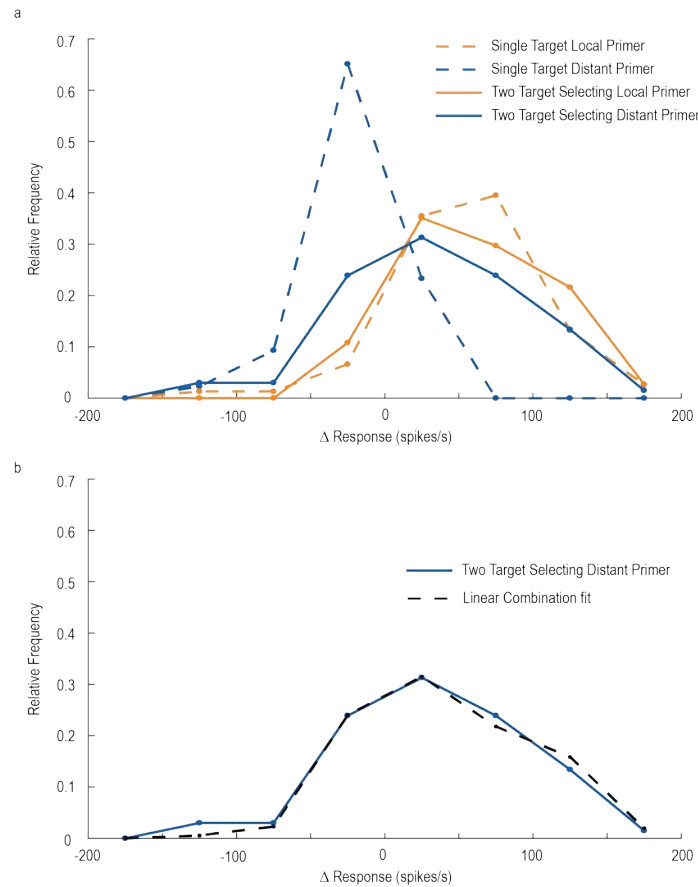 a
0.7
0.6
0.5
0.4
0.3
0.2
0.1
0
Relative Frequency
Single Target Local Primer
Single Target Distant Primer
Two Target Selecting Local Primer
Two Target Selecting Distant Primer
-200 -100 0 100 200
Δ Response (spikes/s)
b
0.7
0.6
0.5
0.4
0.3
0.2
0.1
0
Relative Frequency
Two Target Selecting Distant Primer
Linear Combination fit
-200 -100 0 100 200
Δ Response (spikes/s)